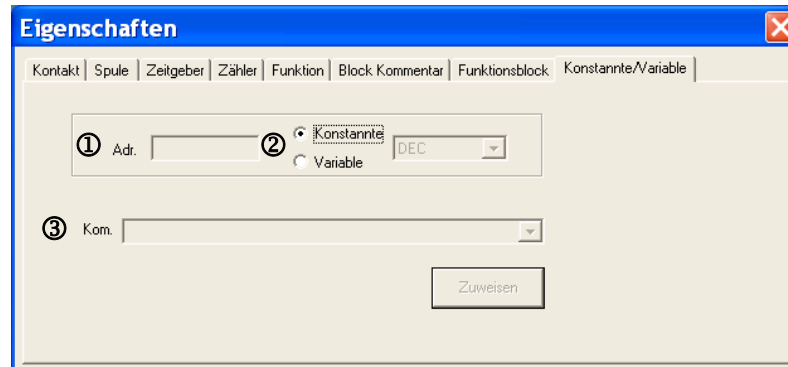 Eigenschaften
Kontakt Spule Zeitgeber Zähler Funktion Block Kommentar Funktionsblock Konstannte/Variable
① Adr. ② Konstannte DEC
Variable
③ Kom.
Zuweisen